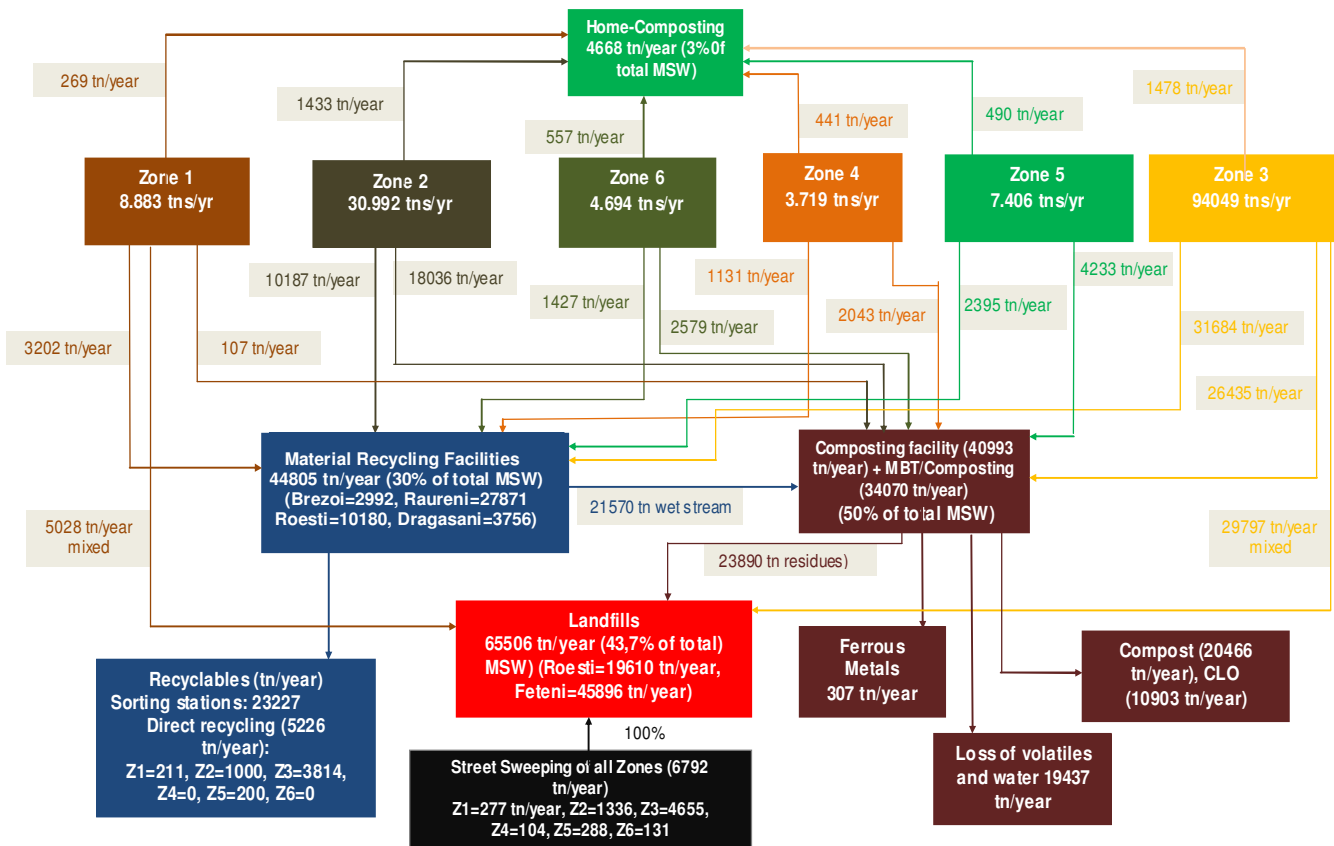 Home-Composting
4668 tn/year (3%0f
total MSW)
269 tn/year
1433 tn/year
557 tn/year
441 tn/year
490 tn/year
1478 tn/year
Zone 1
8.883 tns/yr
Zone 2
30.992 tns/yr
Zone 6
4.694 tns/yr
Zone 4
3.719 tns/yr
Zone 5
7.406 tns/yr
Zone 3
94049 tns/yr
10187 tn/year
18036 tn/year
1427 tn/year
2579 tn/year
1131 tn/year
2043 tn/year
2395 tn/year
4233 tn/year
31684 tn/year
26435 tn/year
3202 tn/year
107 tn/year
Material Recycling Facilities
44805 tn/year (30% of total MSW)
(Brezoi=2992, Raureni=27871
Roesti=10180, Dragasani=3756)
21570 tn wet stream
Composting facility (40993
tn/year) + MBT/Composting
(34070 tn/year)
(50% of total MSW)
5028 tn/year
mixed
29797 tn/year
mixed
23890 tn residues)
Landfills
65506 tn/year (43,7% of total)
MSW) (Roesti=19610 tn/year,
Feteni=45896 tn/year)
Ferrous
Metals
307 tn/year
Compost (20466
tn/year), CLO
(10903 tn/year)
Recyclables (tn/year)
Sorting stations: 23227
Direct recycling (5226
tn/year):
Z1=211, Z2=1000, Z3=3814,
Z4=0, Z5=200, Z6=0
100%
Loss of volatiles
and water 19437
tn/year
Street Sweeping of all Zones (6792
tn/year)
Z1=277 tn/year, Z2=1336, Z3=4655,
Z4=104, Z5=288, Z6=131